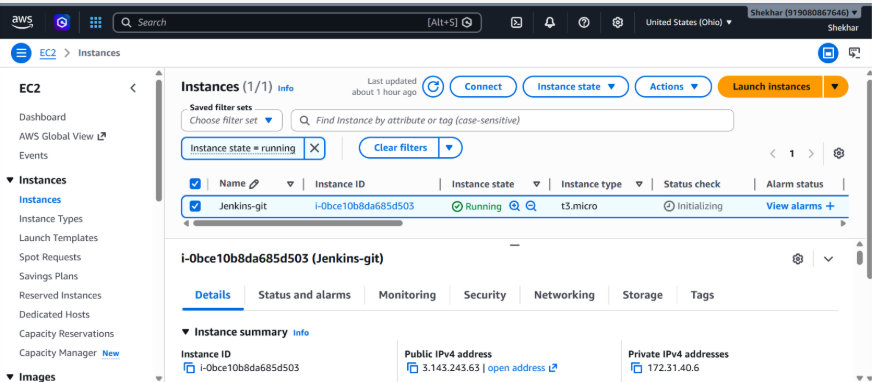 aws
Search [Alt+S]
United States (Ohio) ▼
Shekhar (919080867646) ▼
Shekhar
EC2 > Instances
EC2
Dashboard
AWS Global View
Events
▼ Instances
Instances
Instance Types
Launch Templates
Spot Requests
Savings Plans
Reserved Instances
Dedicated Hosts
Capacity Reservations
Capacity Manager New
▼ Images
Instances (1/1) Info
Last updated
about 1 hour ago
Connect
Instance state ▼
Actions ▼
Launch instances ▼
Saved filter sets
Choose filter set ▼
Find Instance by attribute or tag (case-sensitive)
Instance state = running X
Clear filters ▼
< 1 >
Name Instance ID Instance state Instance type Status check Alarm status
Jenkins-git i-0bce10b8da685d503 Running t3.micro Initializing View alarms +
i-0bce10b8da685d503 (Jenkins-git)
Details Status and alarms Monitoring Security Networking Storage Tags
▼ Instance summary Info
Instance ID Public IPv4 address Private IPv4 addresses
i-0bce10b8da685d503 3.143.243.63 | open address 172.31.40.6